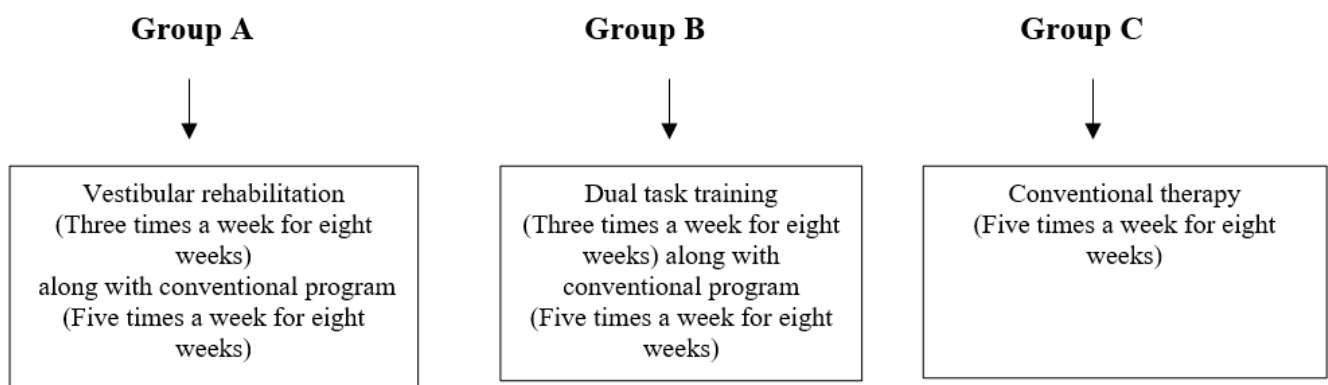 Group A
Vestibular rehabilitation
(Three times a week for eight
weeks)
along with conventional program
(Five times a week for eight
weeks)
Group B
Dual task training
(Three times a week for eight
weeks) along with
conventional program
(Five times a week for eight
weeks)
Group C
Conventional therapy
(Five times a week for eight
weeks)